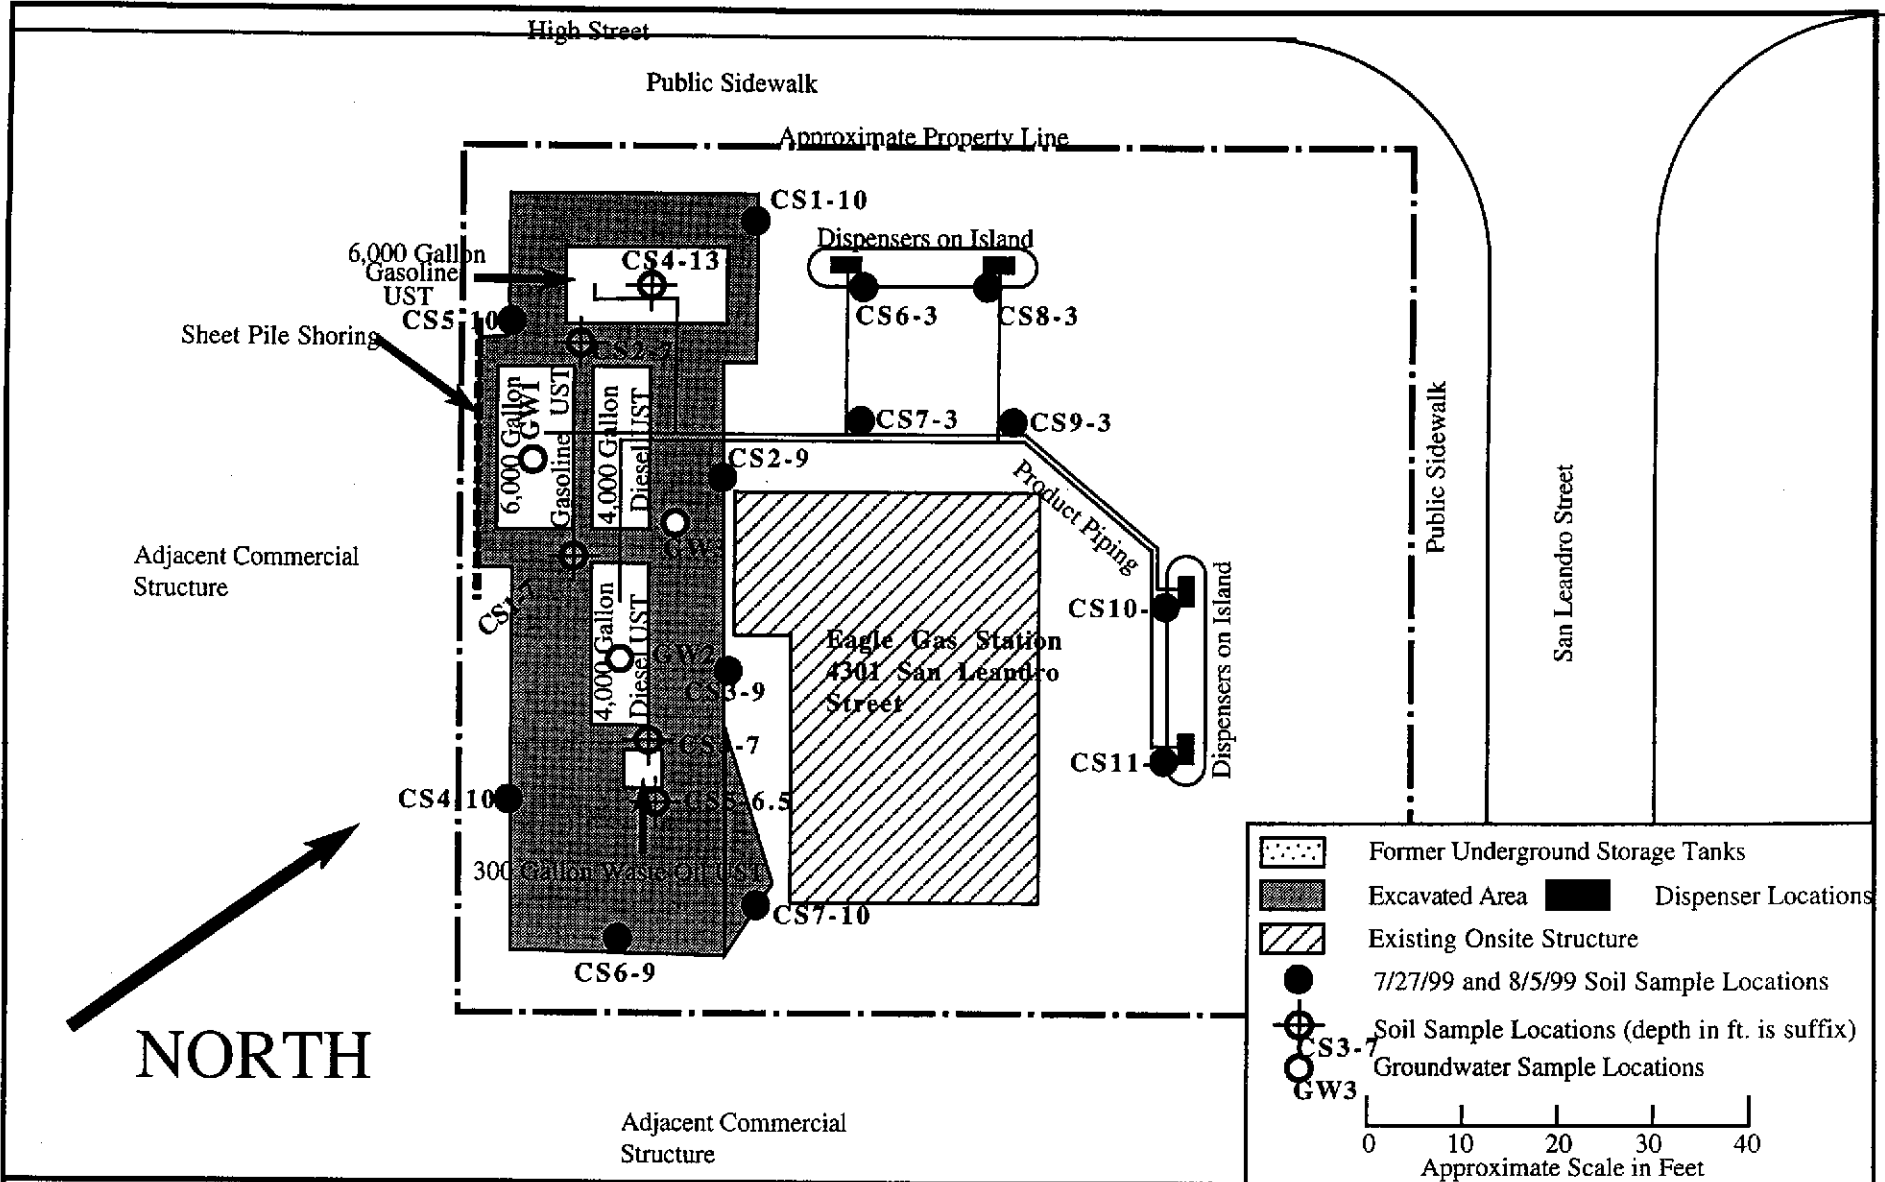 High Street
Public Sidewalk
Approximate Property Line
CS1-10
Dispensers on Island
6,000 Gallon
Gasoline
UST
CS4-13
CS5-10
CS6-3
CS8-3
Sheet Pile Shoring
CS2-7
6,000 Gallon
Gasoline UST
GW1
4,000 Gallon
Diesel UST
CS7-3
CS9-3
CS2-9
Product Piping
Public Sidewalk
San Leandro Street
Adjacent Commercial
Structure
4,000 Gallon
Diesel UST
GW2
CS3-9
Eagle Gas Station
4301 San Leandro
Street
CS10-
Dispensers on Island
CS11-
-7
CS4-10
CS5-6.5
300 Gallon Waste Oil UST
CS7-10
CS6-9
NORTH
Adjacent Commercial
Structure
Former Underground Storage Tanks
Excavated Area
Dispenser Locations
Existing Onsite Structure
7/27/99 and 8/5/99 Soil Sample Locations
Soil Sample Locations (depth in ft. is suffix)
CS3-7
Groundwater Sample Locations
GW3
0 10 20 30 40
Approximate Scale in Feet